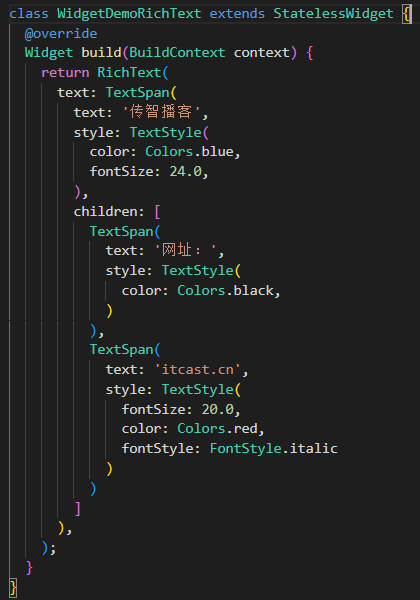 class WidgetDemoRichText extends StatelessWidget {
  @override
  Widget build(BuildContext context) {
    return RichText(
      text: TextSpan(
        text: '传智播客',
        style: TextStyle(
          color: Colors.blue,
          fontSize: 24.0,
        ),
        children: [
          TextSpan(
            text: '网址：',
            style: TextStyle(
              color: Colors.black,
            )
          ),
          TextSpan(
            text: 'itcast.cn',
            style: TextStyle(
              fontSize: 20.0,
              color: Colors.red,
              fontStyle: FontStyle.italic
            )
          )
        ]
      ),
    );
  }
}